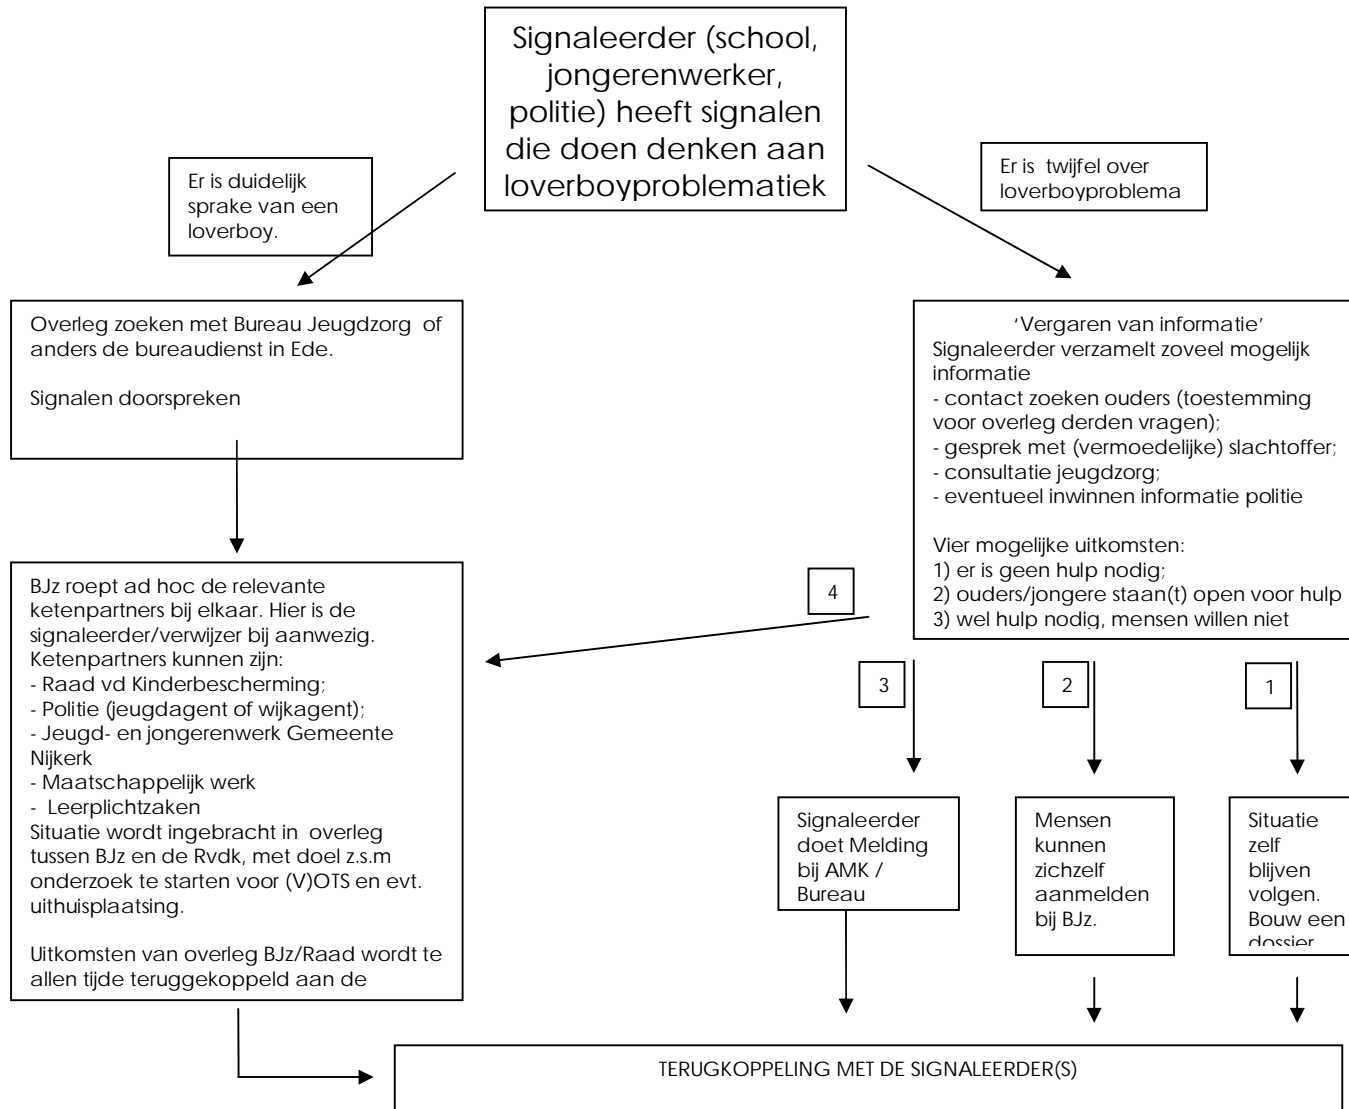 Signaleerder (school,
jongerenwerker,
politie) heeft signalen
die doen denken aan
loverboyproblematiek
Er is duidelijk
sprake van een
loverboy.
Er is twijfel over
loverboyproblema
Overleg zoeken met Bureau Jeugdzorg of
anders de bureaudienst in Ede.
Signalen doorspreken
'Vergaren van informatie'
Signaleerder verzamelt zoveel mogelijk
informatie
- contact zoeken ouders (toestemming
voor overleg derden vragen);
- gesprek met (vermoedelijke) slachtoffer;
- consultatie jeugdzorg;
- eventueel inwinnen informatie politie
Vier mogelijke uitkomsten:
1) er is geen hulp nodig;
2) ouders/jongere staan(t) open voor hulp
3) wel hulp nodig, mensen willen niet
BJz roept ad hoc de relevante
ketenpartners bij elkaar. Hier is de
signaleerder/verwijzer bij aanwezig.
Ketenpartners kunnen zijn:
- Raad vd Kinderbescherming;
- Politie (jeugdagent of wijkagent);
- Jeugd- en jongerenwerk Gemeente
Nijkerk
- Maatschappelijk werk
- Leerplichtzaken
Situatie wordt ingebracht in overleg
tussen BJz en de Rvdk, met doel z.s.m
onderzoek te starten voor (V)OTS en evt.
uithuisplaatsing.
Uitkomsten van overleg BJz/Raad wordt te
allen tijde teruggekoppeld aan de
4
3
2
1
Signaleerder
doet Melding
bij AMK /
Bureau
Mensen
kunnen
zichzelf
aanmelden
bij BJz.
Situatie
zelf
blijven
volgen.
Bouw een
dossier
TERUGKOPPELING MET DE SIGNALEERDER(S)